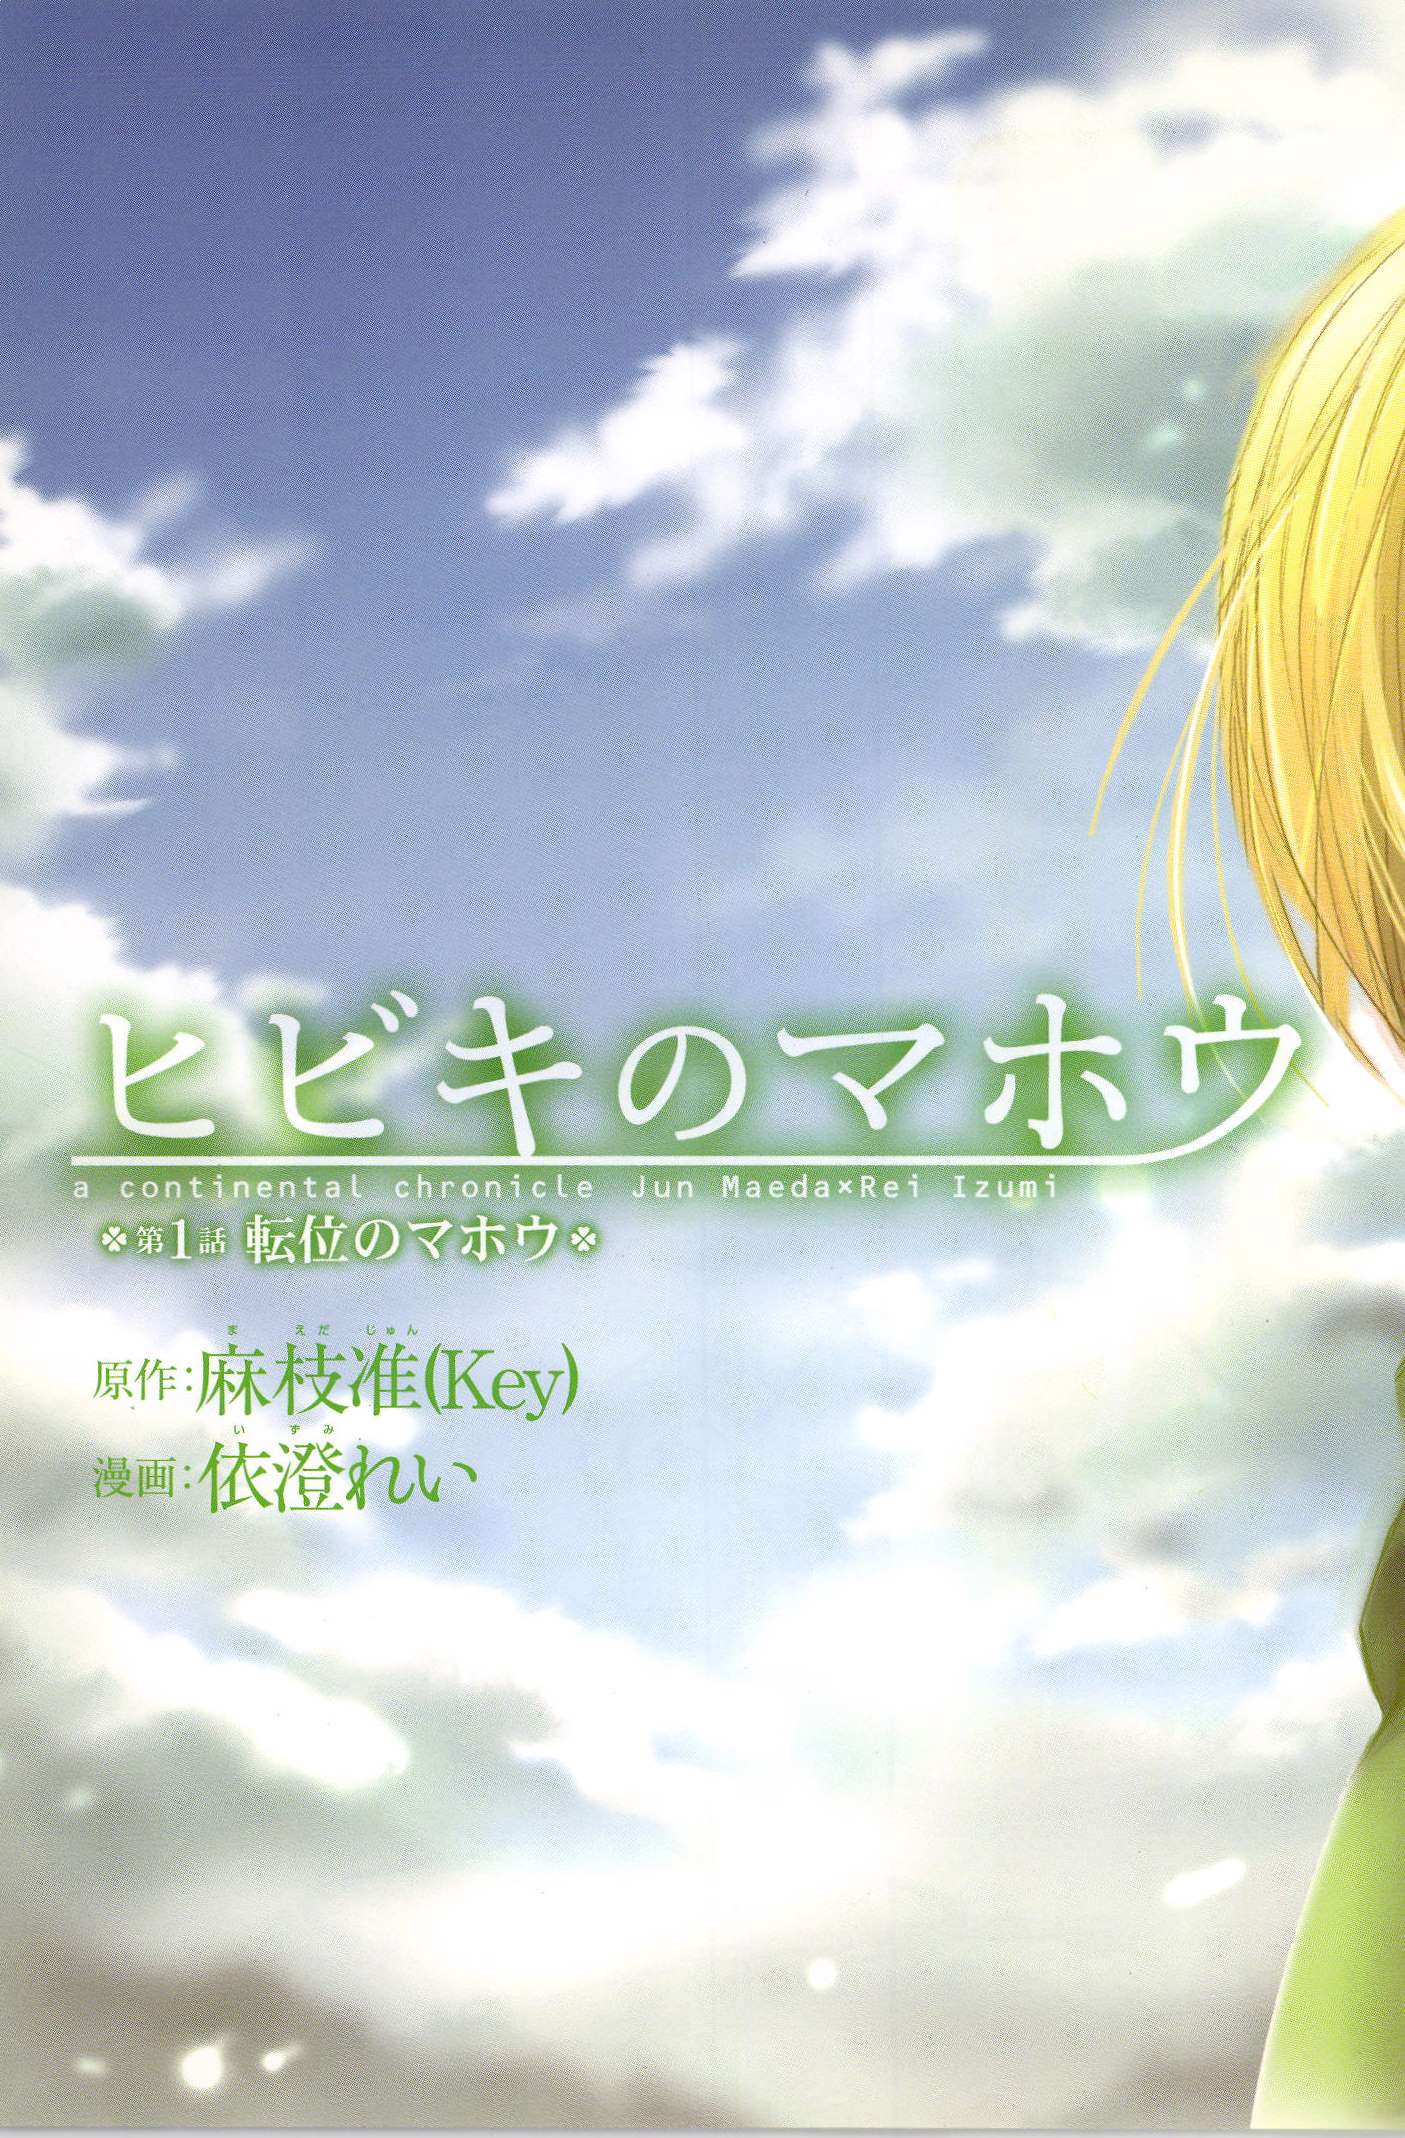 ヒビキのマホウ
a continental chronicle Jun Maeda×Rei Izumi
第1話 転位のマホウ
ま えだ じゅん
原作：麻枝准(Key)
い ずみ
漫画：依澄れい